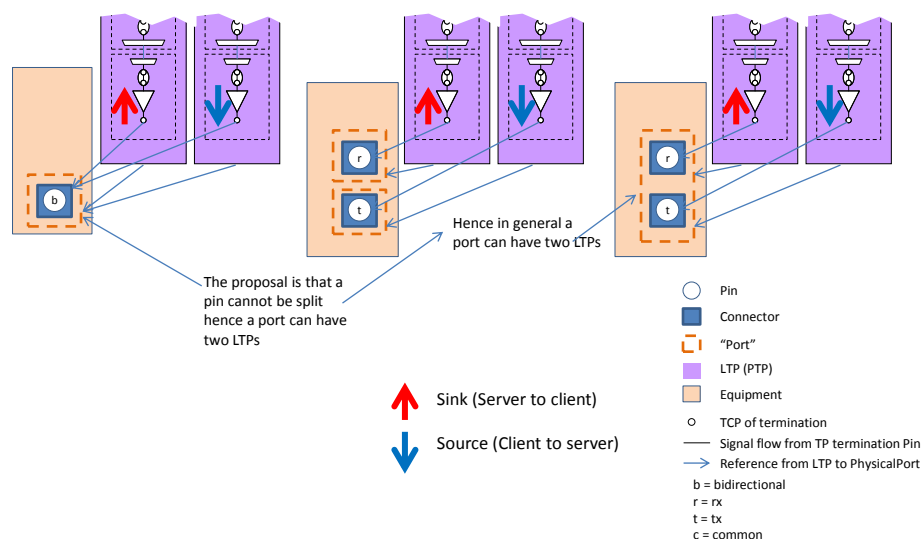 b
r
t
r
t
Hence in general a
port can have two LTPs
The proposal is that a
pin cannot be split
hence a port can have
two LTPs
Sink (Server to client)
Source (Client to server)
Pin
Connector
“Port”
LTP (PTP)
Equipment
TCP of termination
Signal flow from TP termination Pin
Reference from LTP to PhysicalPort
b = bidirectional
r = rx
t = tx
c = common